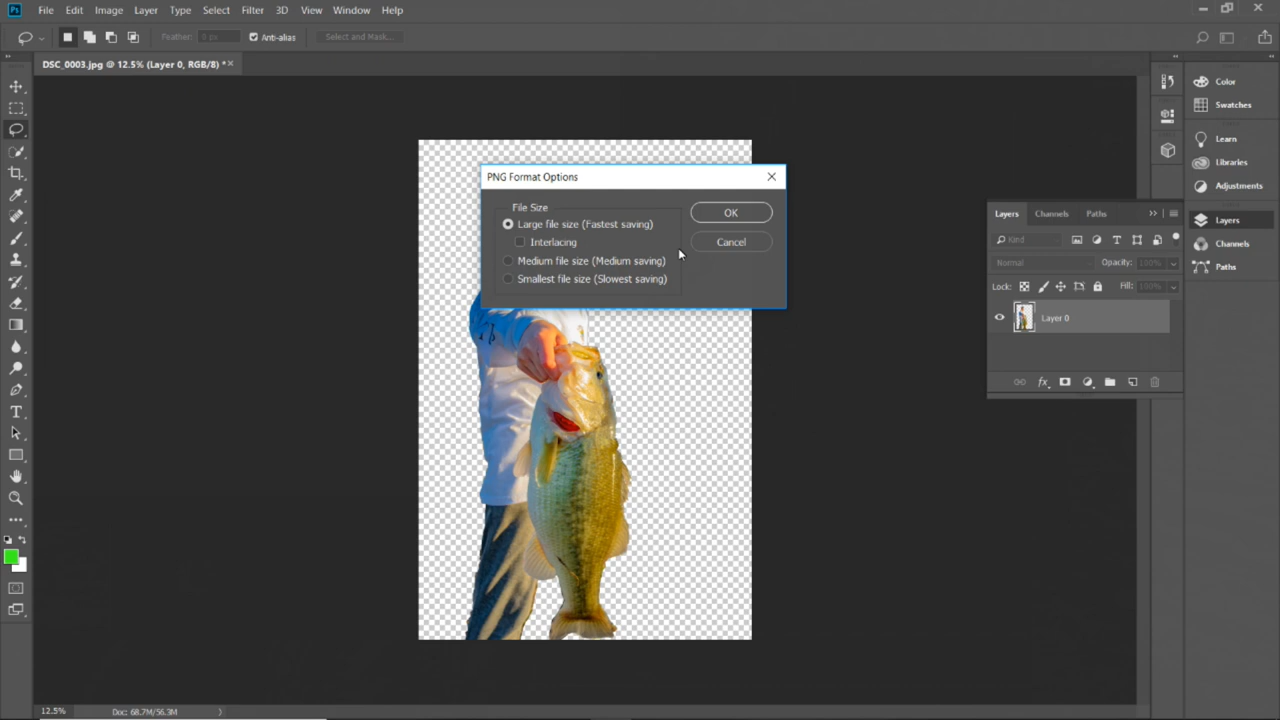 Ps File Edit Image Layer Type Select Filter 3D View Window Help
Feather: 0 px Anti-alias Select and Mask...
DSC_0003.jpg @ 12.5% (Layer 0, RGB/8) *
PNG Format Options
File Size
Large file size (Fastest saving)
Interlacing
Medium file size (Medium saving)
Smallest file size (Slowest saving)
OK
Cancel
Color
Swatches
Learn
Libraries
Adjustments
Layers
Channels
Paths
Layers Channels Paths
Kind
Normal Opacity: 100%
Lock: Fill: 100%
Layer 0
fx
12.5% Doc: 68.7M/56.3M